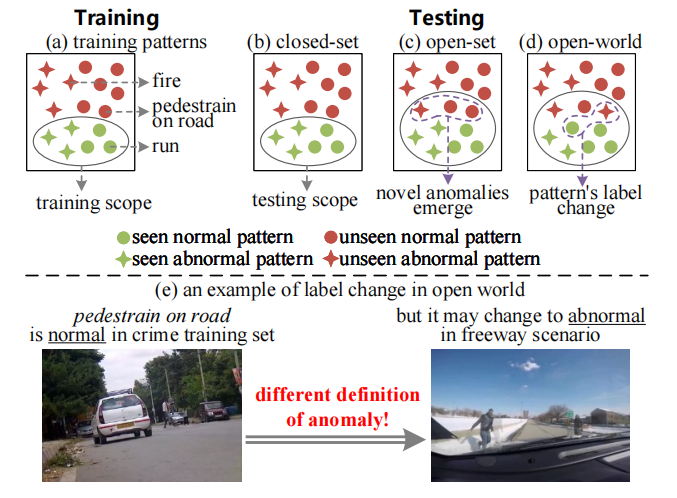 Training Testing
(a) training patterns (b) closed-set (c) open-set (d) open-world
fire
pedestrain
on road
run
training scope
testing scope
novel anomalies
emerge
pattern's label
change
seen normal pattern unseen normal pattern
seen abnormal pattern unseen abnormal pattern
(e) an example of label change in open world
pedestrian on road
is normal in crime training set
but it may change to abnormal
in freeway scenario
different definition
of anomaly!